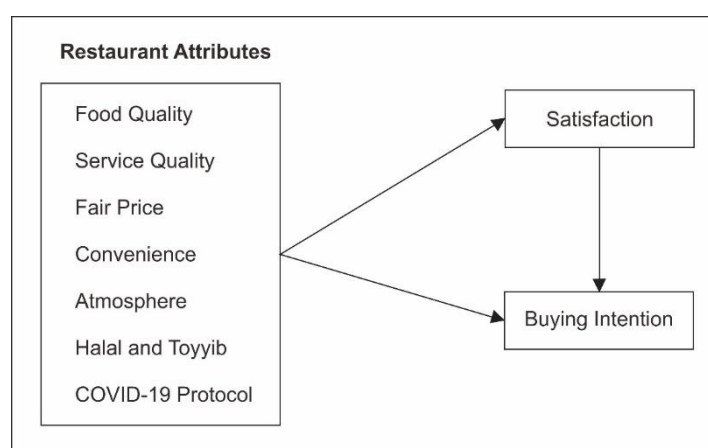 Restaurant Attributes
Food Quality
Service Quality
Fair Price
Convenience
Atmosphere
Halal and Toyyib
COVID-19 Protocol
Satisfaction
Buying Intention